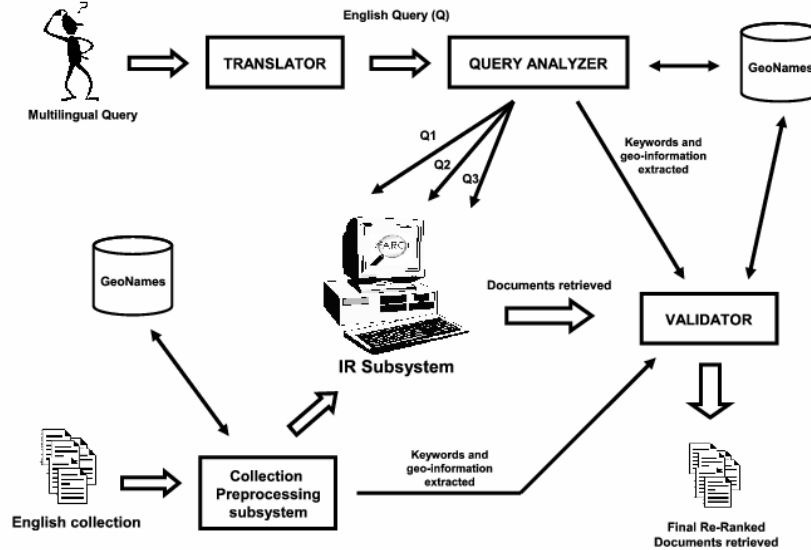 English Query (Q)
TRANSLATOR
QUERY ANALYZER
GeoNames
Multilingual Query
Q1
Q2
Q3
Keywords and
geo-information
extracted
GeoNames
Documents retrieved
VALIDATOR
IR Subsystem
Collection
Preprocessing
subsystem
Keywords and
geo-information
extracted
English collection
Final Re-Ranked
Documents retrieved